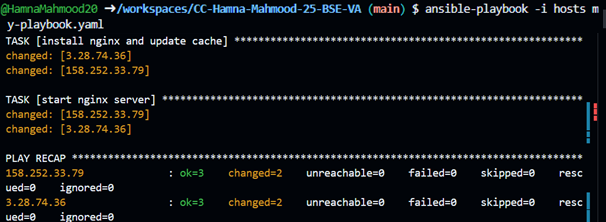 @HamnaMahmood20 ➜/workspaces/CC-Hamna-Mahmood-25-BSE-VA (main) $ ansible-playbook -i hosts m
y-playbook.yaml
TASK [install nginx and update cache] *******************************************************
changed: [3.28.74.36]
changed: [158.252.33.79]
TASK [start nginx server] *******************************************************************
changed: [158.252.33.79]
changed: [3.28.74.36]
PLAY RECAP **********************************************************************************
158.252.33.79 : ok=3 changed=2 unreachable=0 failed=0 skipped=0 resc
ued=0 ignored=0
3.28.74.36 : ok=3 changed=2 unreachable=0 failed=0 skipped=0 resc
ued=0 ignored=0